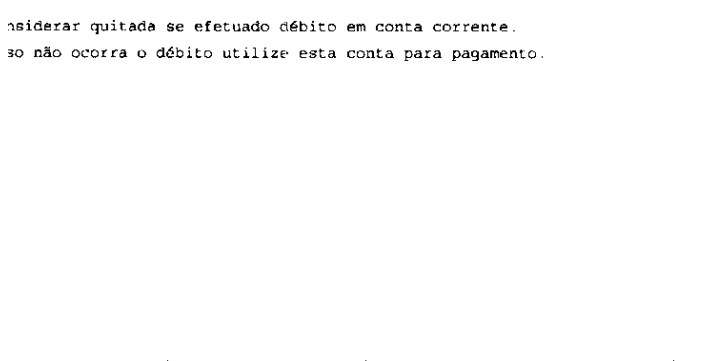 nsiderar quitada se efetuado débito em conta corrente.
so não ocorra o débito utilize esta conta para pagamento.